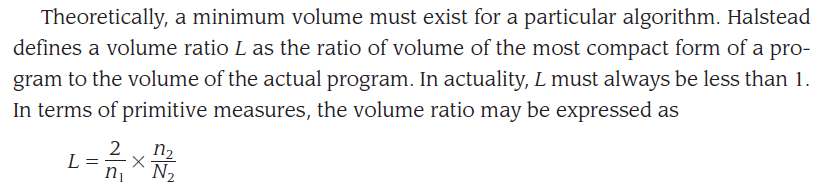 Theoretically, a minimum volume must exist for a particular algorithm. Halstead
defines a volume ratio L as the ratio of volume of the most compact form of a pro-
gram to the volume of the actual program. In actuality, L must always be less than 1.
In terms of primitive measures, the volume ratio may be expressed as
L = 2/n₁ × n₂/N₂